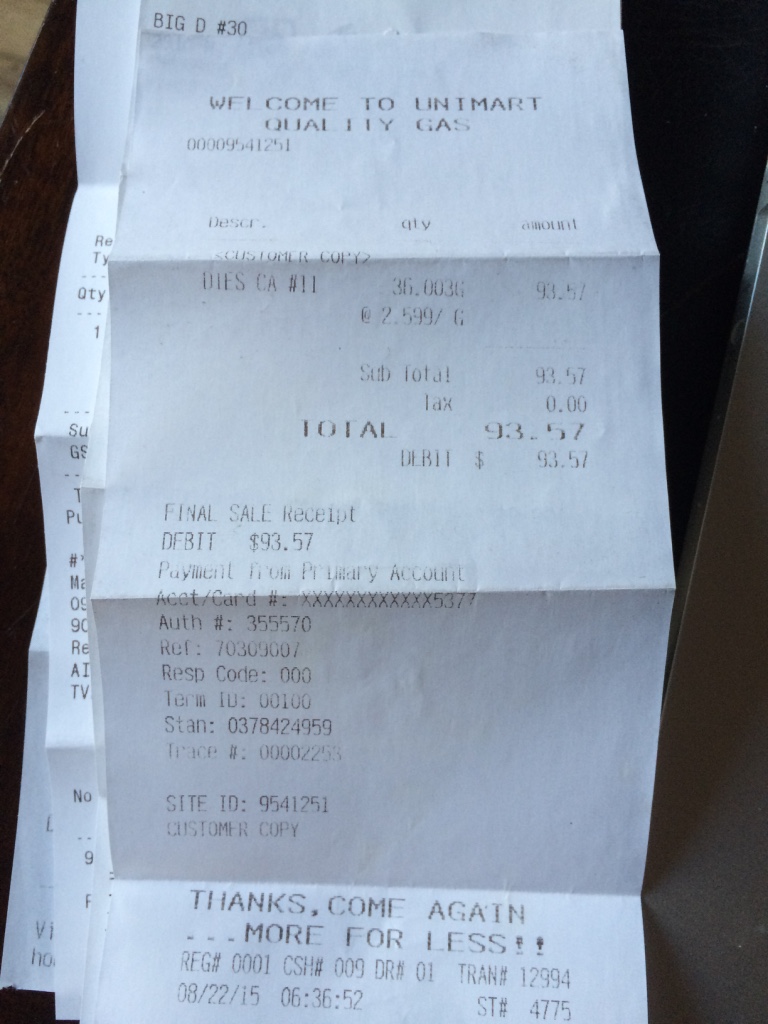 BIG D #30
WELCOME TO UNIMART
QUALITY GAS
00009541251
Descr. qty amount
<CUSTOMER COPY>
DIES CA #11 36.003G 93.57
@ 2.599/ G
Sub Total 93.57
Tax 0.00
TOTAL 93.57
DEBIT $ 93.57
FINAL SALE Receipt
DEBIT $93.57
Payment from Primary Account
Acct/Card #: XXXXXXXXXXXX5377
Auth #: 355570
Ref: 70309007
Resp Code: 000
Term ID: 00100
Stan: 0378424959
Trace #: 00002253
SITE ID: 9541251
CUSTOMER COPY
THANKS, COME AGAIN
...MORE FOR LESS!!
REG# 0001 CSH# 009 DR# 01 TRAN# 12994
08/22/15 06:36:52 ST# 4775
Re
Ty
Qty
1
Su
GS
T
Pu
#*
Ma
09
90
Re
AI
TV
No
9
Vi
ho